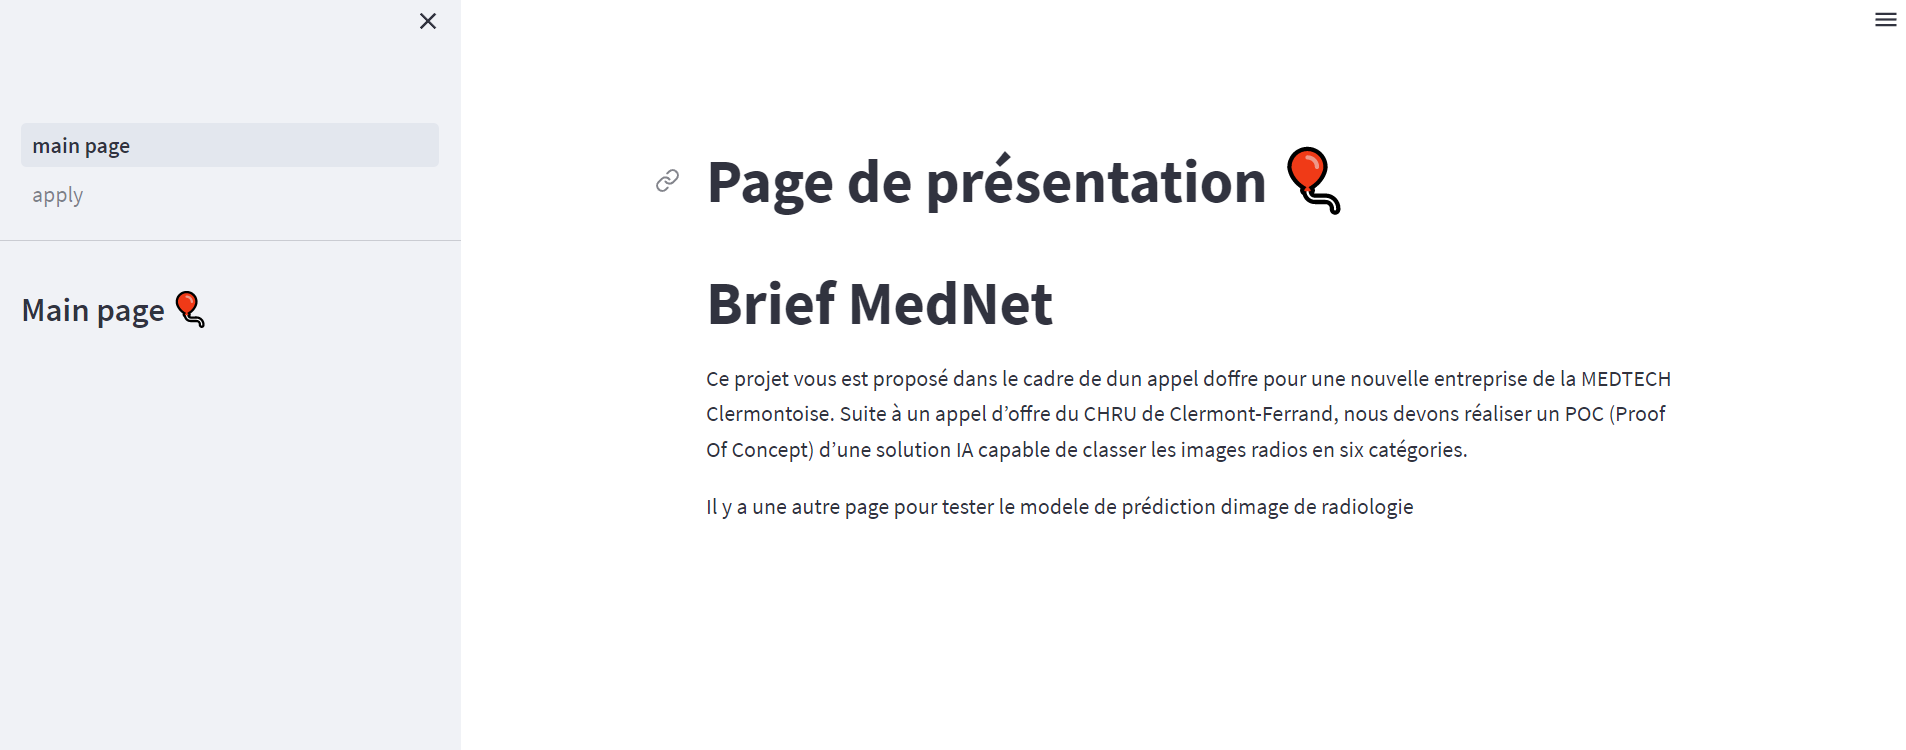 main page
apply
Main page 🎈
Page de présentation 🎈
Brief MedNet
Ce projet vous est proposé dans le cadre de dun appel doffre pour une nouvelle entreprise de la MEDTECH
Clermontoise. Suite à un appel d’offre du CHRU de Clermont-Ferrand, nous devons réaliser un POC (Proof
Of Concept) d’une solution IA capable de classer les images radios en six catégories.
Il y a une autre page pour tester le modele de prédiction dimage de radiologie